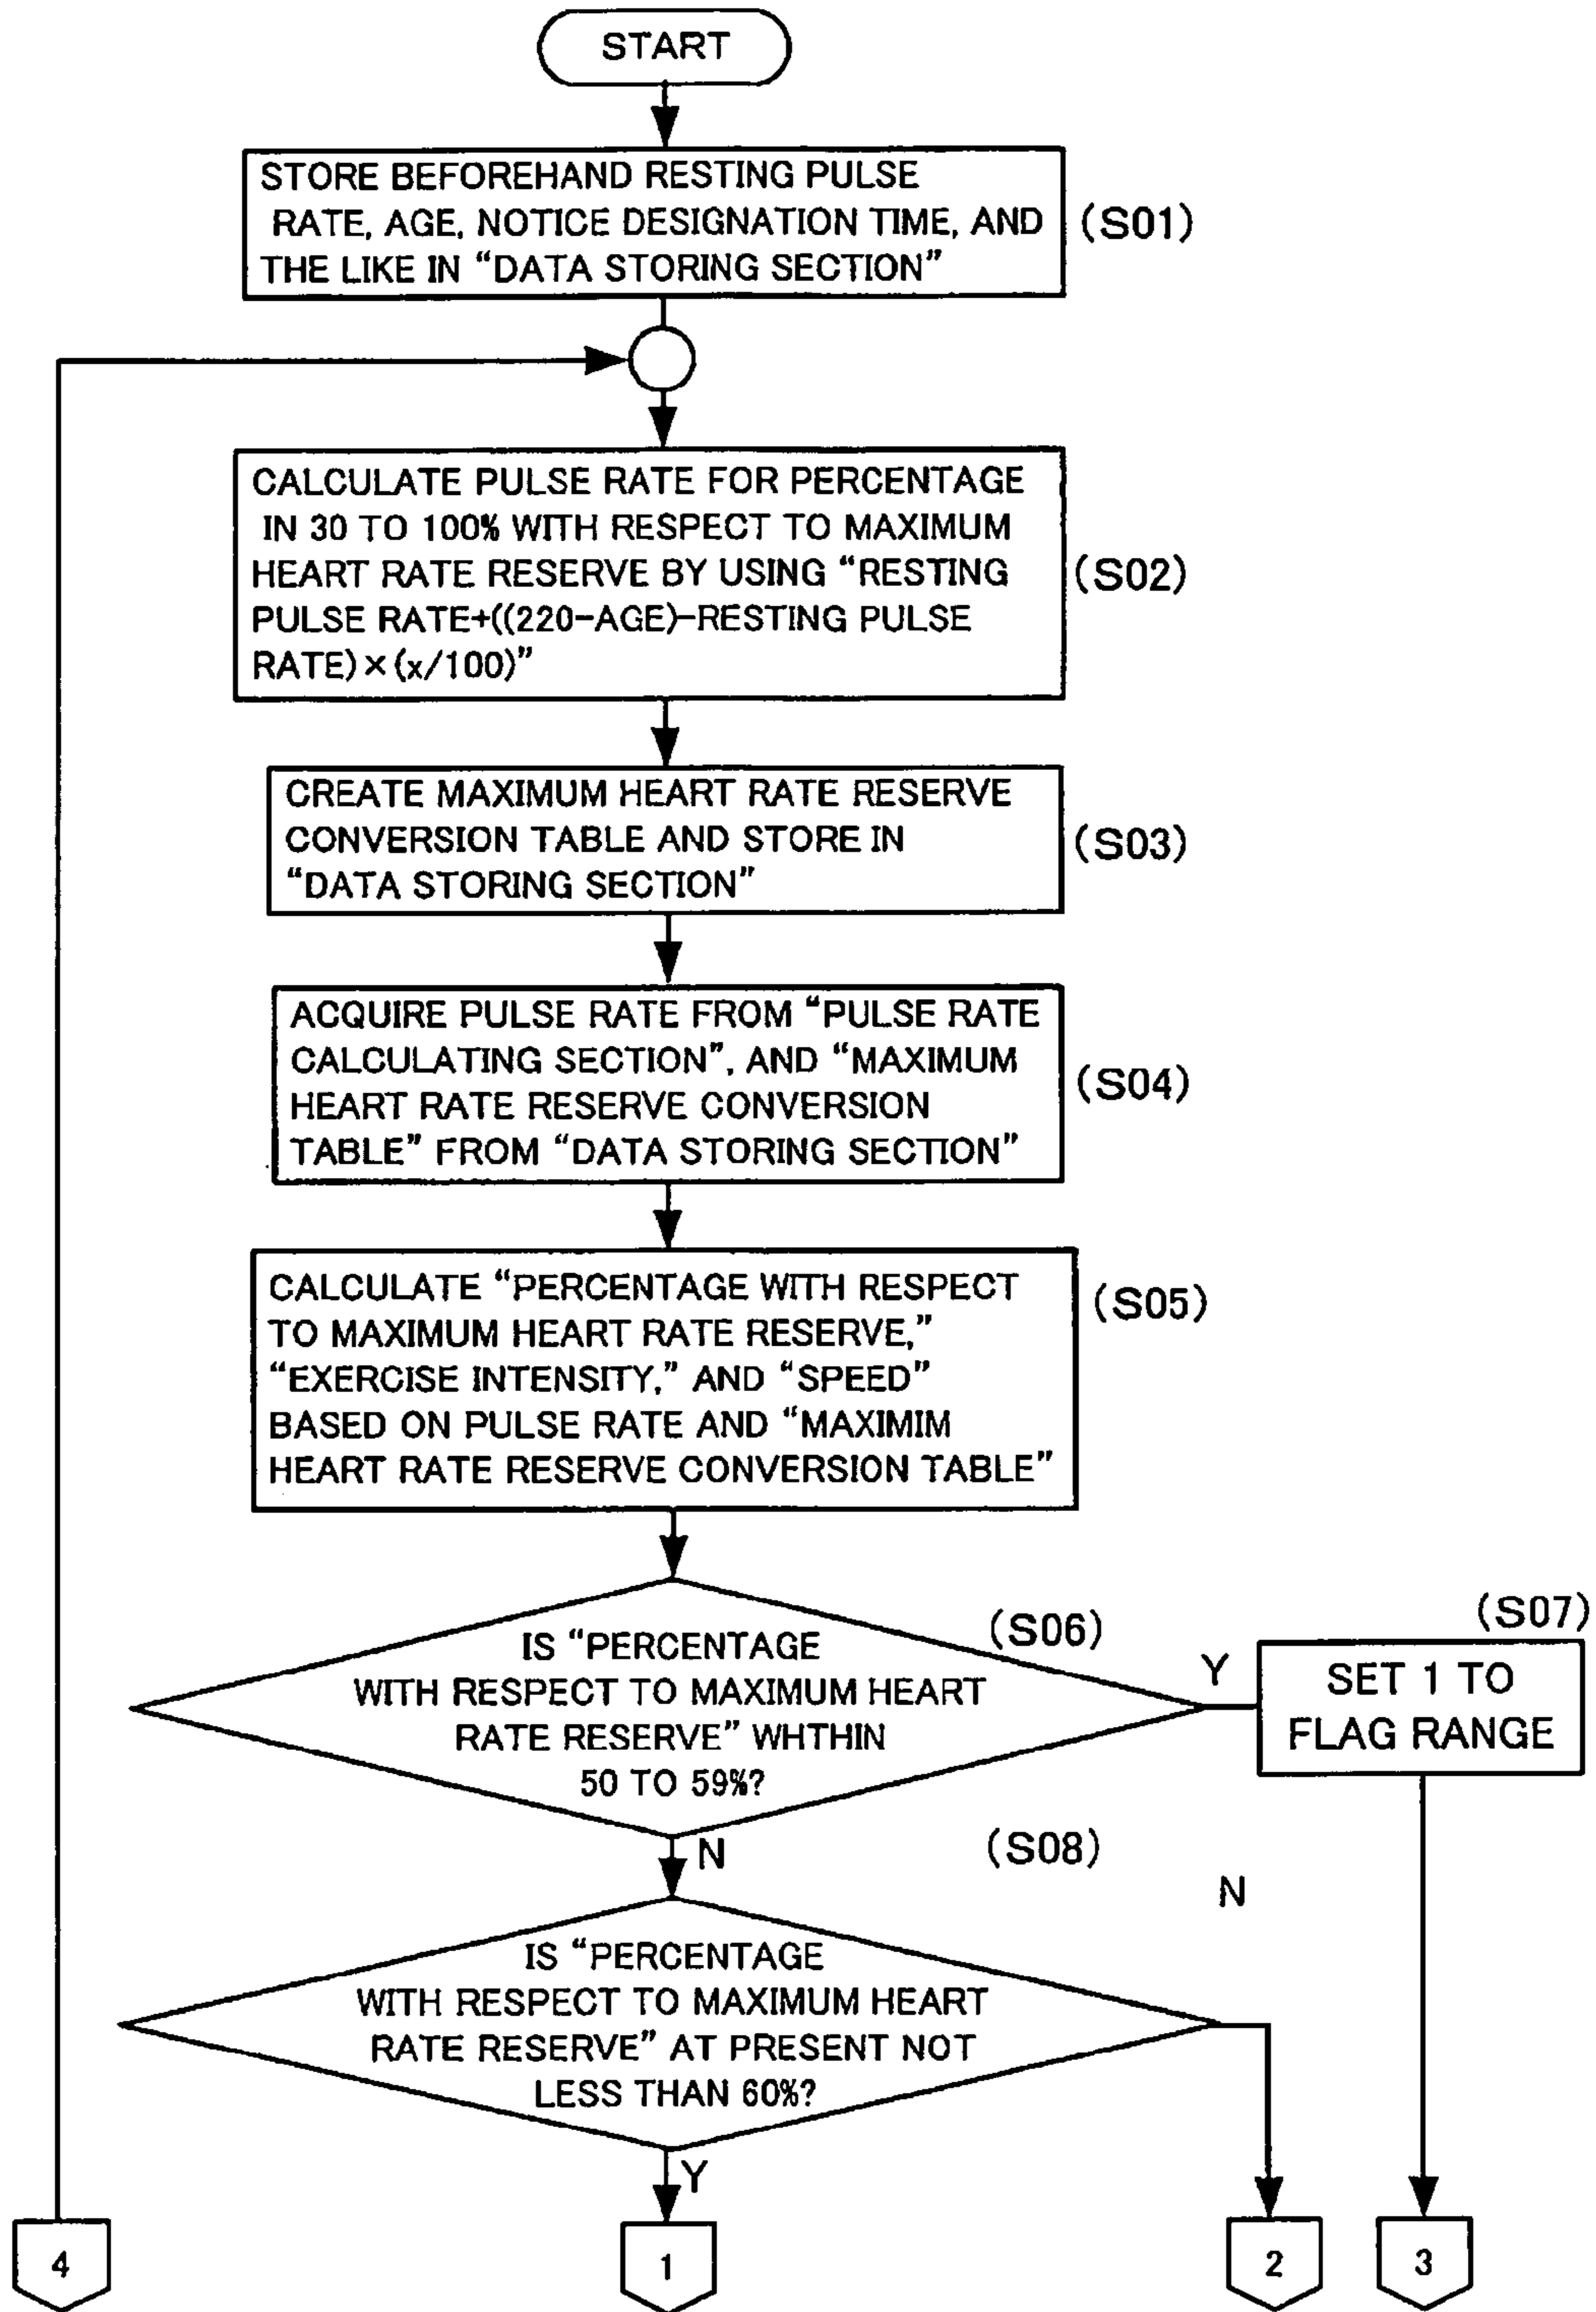 START
STORE BEFOREHAND RESTING PULSE
RATE, AGE, NOTICE DESIGNATION TIME, AND
THE LIKE IN “DATA STORING SECTION”
(S01)
CALCULATE PULSE RATE FOR PERCENTAGE
IN 30 TO 100% WITH RESPECT TO MAXIMUM
HEART RATE RESERVE BY USING “RESTING
PULSE RATE+((220-AGE)-RESTING PULSE
RATE)×(x/100)”
(S02)
CREATE MAXIMUM HEART RATE RESERVE
CONVERSION TABLE AND STORE IN
“DATA STORING SECTION”
(S03)
ACQUIRE PULSE RATE FROM “PULSE RATE
CALCULATING SECTION”, AND “MAXIMUM
HEART RATE RESERVE CONVERSION
TABLE” FROM “DATA STORING SECTION”
(S04)
CALCULATE “PERCENTAGE WITH RESPECT
TO MAXIMUM HEART RATE RESERVE,”
“EXERCISE INTENSITY,” AND “SPEED”
BASED ON PULSE RATE AND “MAXIMIM
HEART RATE RESERVE CONVERSION TABLE”
(S05)
IS “PERCENTAGE
WITH RESPECT TO MAXIMUM HEART
RATE RESERVE” WHTHIN
50 TO 59%?
(S06)
Y
(S07)
SET 1 TO
FLAG RANGE
N
(S08)
N
IS “PERCENTAGE
WITH RESPECT TO MAXIMUM HEART
RATE RESERVE” AT PRESENT NOT
LESS THAN 60%?
Y
4
1
2
3